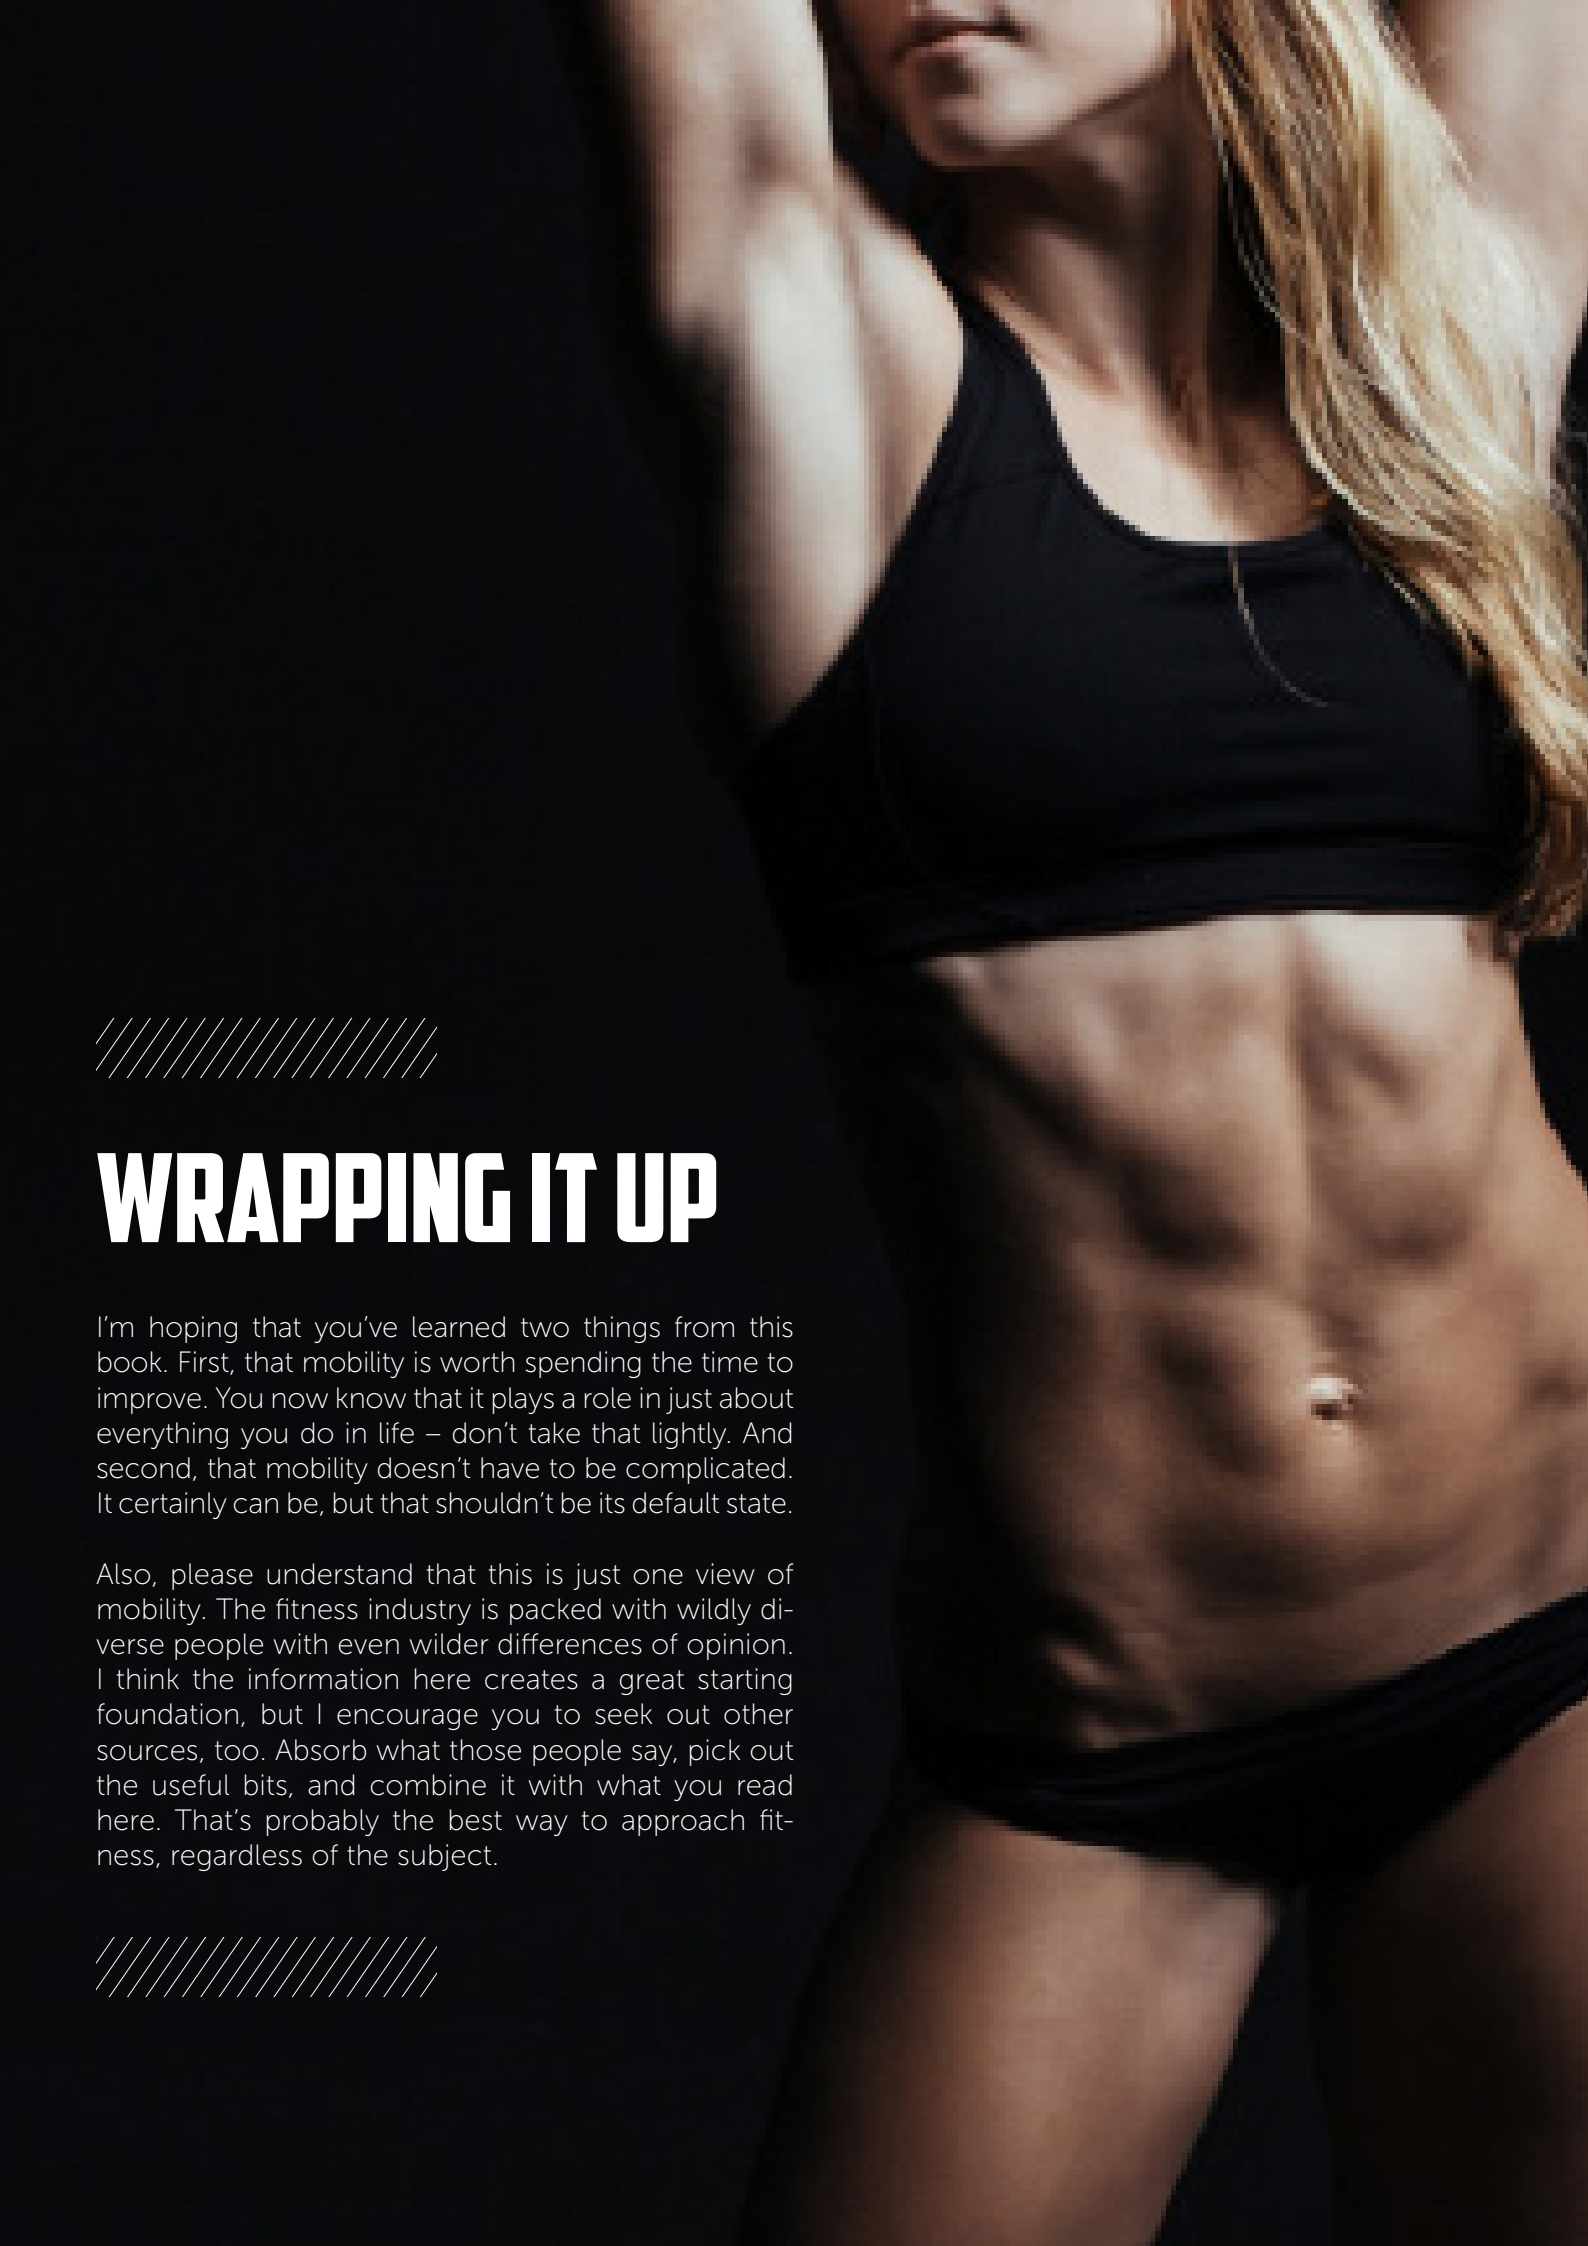 WRAPPING IT UP
I’m hoping that you’ve learned two things from this
book. First, that mobility is worth spending the time to
improve. You now know that it plays a role in just about
everything you do in life – don’t take that lightly. And
second, that mobility doesn’t have to be complicated.
It certainly can be, but that shouldn’t be its default state.
Also, please understand that this is just one view of
mobility. The fitness industry is packed with wildly di-
verse people with even wilder differences of opinion.
I think the information here creates a great starting
foundation, but I encourage you to seek out other
sources, too. Absorb what those people say, pick out
the useful bits, and combine it with what you read
here. That’s probably the best way to approach fit-
ness, regardless of the subject.